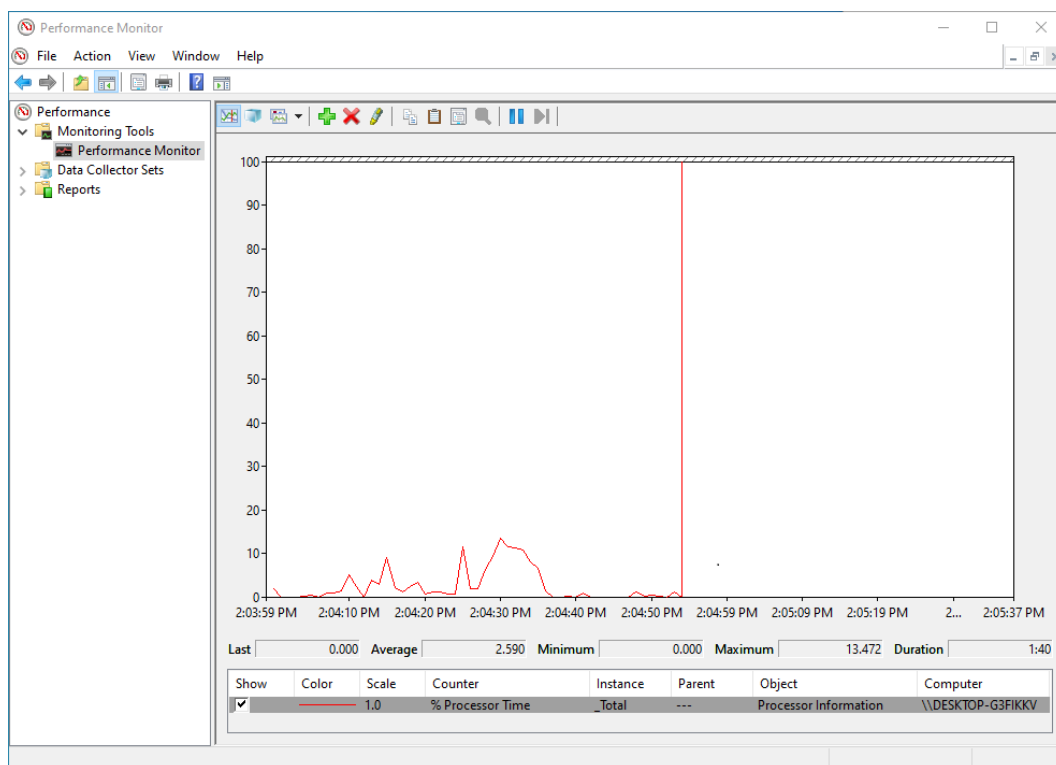 Performance Monitor
File Action View Window Help
Performance
Monitoring Tools
Performance Monitor
Data Collector Sets
Reports
100
90
80
70
60
50
40
30
20
10
0
2:03:59 PM 2:04:10 PM 2:04:20 PM 2:04:30 PM 2:04:40 PM 2:04:50 PM 2:04:59 PM 2:05:09 PM 2:05:19 PM 2... 2:05:37 PM
Last 0.000 Average 2.590 Minimum 0.000 Maximum 13.472 Duration 1:40
Show Color Scale Counter Instance Parent Object Computer
1.0 % Processor Time _Total --- Processor Information \\DESKTOP-G3FIKKV